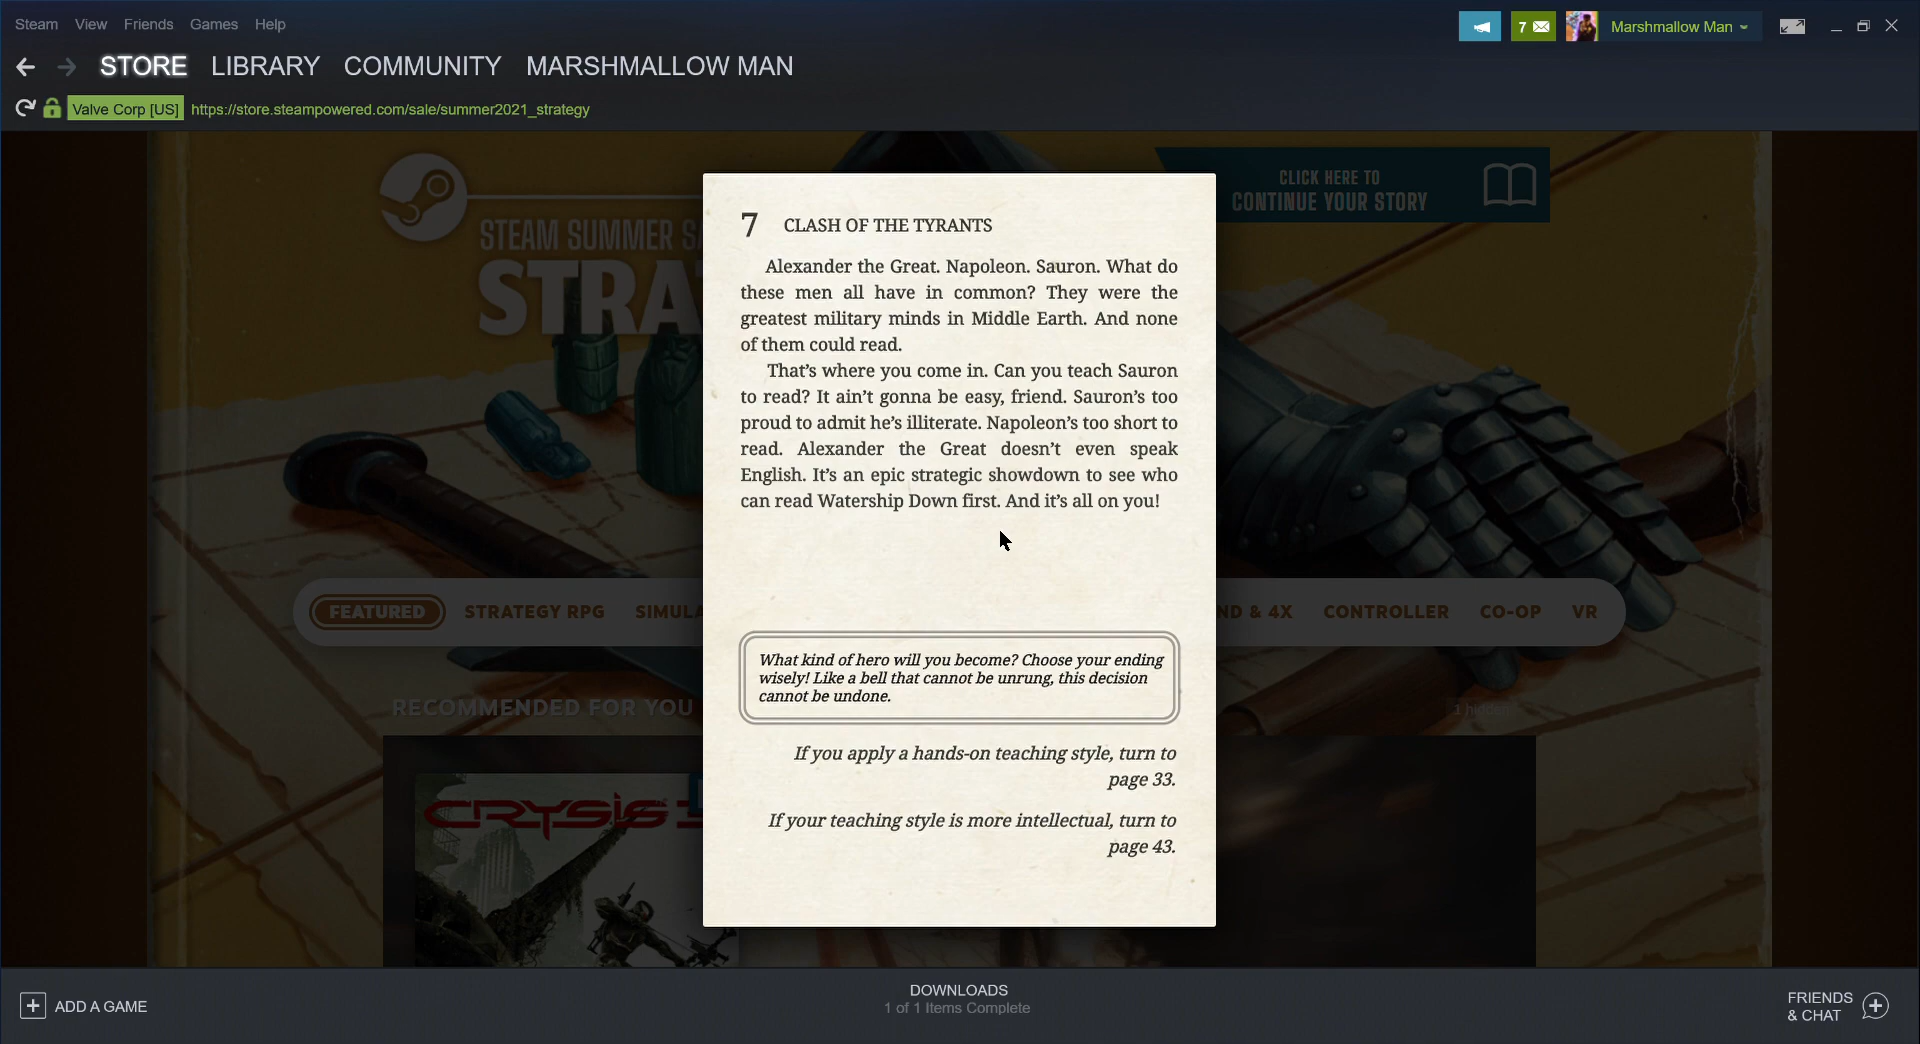 Steam View Friends Games Help
7
Marshmallow Man
STORE LIBRARY COMMUNITY MARSHMALLOW MAN
Valve Corp [US] https://store.steampowered.com/sale/summer2021_strategy
CLICK HERE TO
CONTINUE YOUR STORY
STEAM SUMMER
7 CLASH OF THE TYRANTS
Alexander the Great. Napoleon. Sauron. What do
these men all have in common? They were the
greatest military minds in Middle Earth. And none
of them could read.
That's where you come in. Can you teach Sauron
to read? It ain't gonna be easy, friend. Sauron's too
proud to admit he's illiterate. Napoleon's too short to
read. Alexander the Great doesn't even speak
English. It's an epic strategic showdown to see who
can read Watership Down first. And it's all on you!
FEATURED STRATEGY RPG SIMULA ND & 4X CONTROLLER CO-OP VR
What kind of hero will you become? Choose your ending
wisely! Like a bell that cannot be unrung, this decision
cannot be undone.
RECOMMENDED FOR YOU
1 hidden
If you apply a hands-on teaching style, turn to
page 33.
If your teaching style is more intellectual, turn to
page 43.
CRYSIS
ADD A GAME
DOWNLOADS
1 of 1 Items Complete
FRIENDS
& CHAT